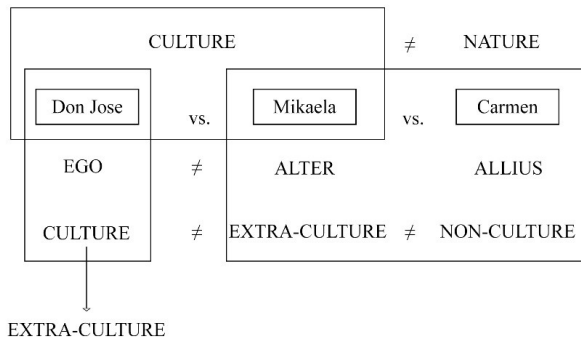 CULTURE ≠ NATURE
Don Jose vs. Mikaela vs. Carmen
EGO ≠ ALTER ALLIUS
CULTURE ≠ EXTRA-CULTURE ≠ NON-CULTURE
EXTRA-CULTURE